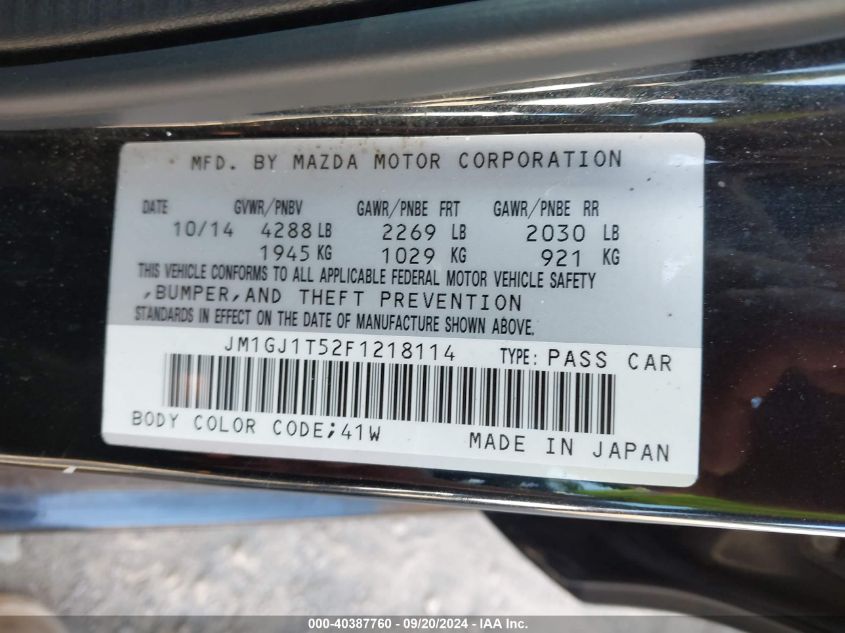 MFD. BY MAZDA MOTOR CORPORATION
DATE GVWR/PNBV GAWR/PNBE FRT GAWR/PNBE RR
10/14 4288 LB 2269 LB 2030 LB
1945 KG 1029 KG 921 KG
THIS VEHICLE CONFORMS TO ALL APPLICABLE FEDERAL MOTOR VEHICLE SAFETY
,BUMPER,AND THEFT PREVENTION
STANDARDS IN EFFECT ON THE DATE OF MANUFACTURE SHOWN ABOVE.
JM1GJ1T52F1218114 TYPE: PASS CAR
BODY COLOR CODE;41W MADE IN JAPAN
000-40387760 - 09/20/2024 - IAA Inc.